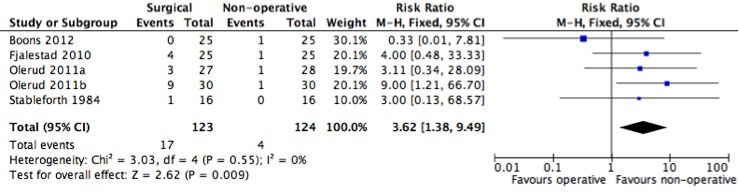 Surgical Non-operative Risk Ratio Risk Ratio
Study or Subgroup Events Total Events Total Weight M-H, Fixed, 95% CI M-H, Fixed, 95% CI
Boons 2012 0 25 1 25 30.1% 0.33 [0.01, 7.81]
Fjalestad 2010 4 25 1 25 20.1% 4.00 [0.48, 33.33]
Olerud 2011a 3 27 1 28 19.7% 3.11 [0.34, 28.09]
Olerud 2011b 9 30 1 30 20.1% 9.00 [1.21, 66.70]
Stableforth 1984 1 16 0 16 10.0% 3.00 [0.13, 68.57]
Total (95% CI) 123 124 100.0% 3.62 [1.38, 9.49]
Total events 17 4
Heterogeneity: Chi² = 3.03, df = 4 (P = 0.55); I² = 0%
Test for overall effect: Z = 2.62 (P = 0.009)
0.01 0.1 1 10 100
Favours operative Favours non-operative